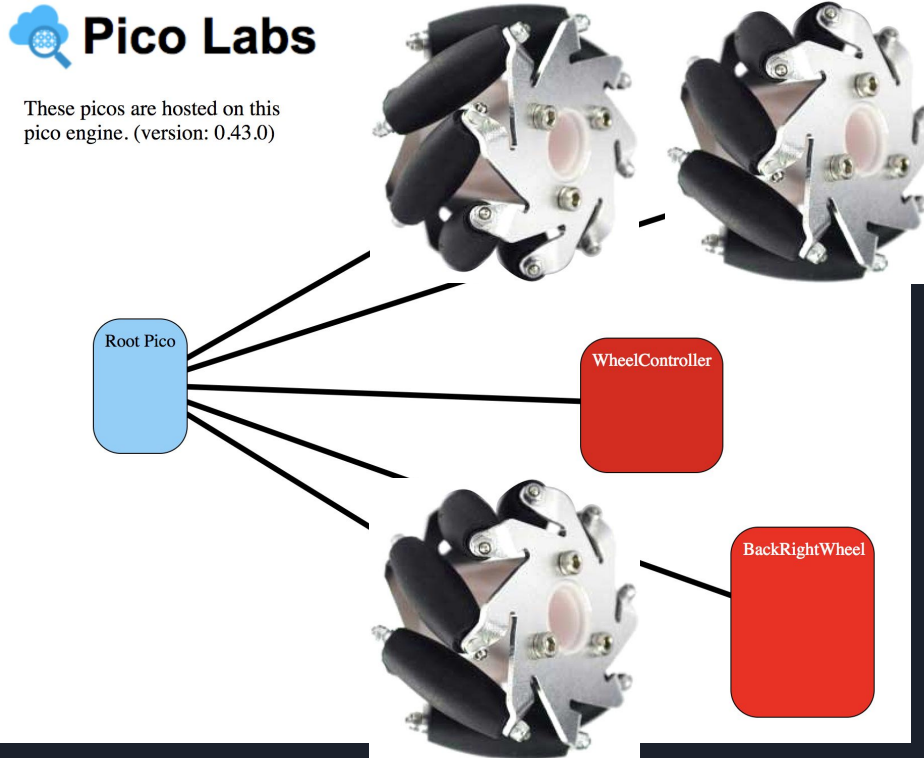 Pico Labs
These picos are hosted on this
pico engine. (version: 0.43.0)
Root Pico
WheelController
BackRightWheel